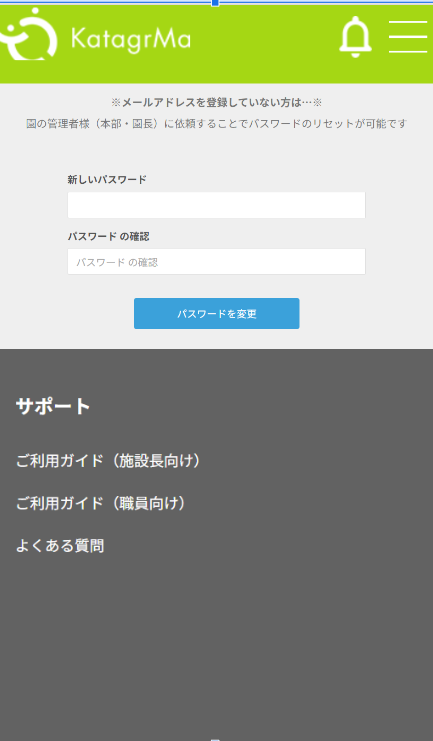 KatagrMa
※メールアドレスを登録していない方は…※
園の管理者様（本部・園長）に依頼することでパスワードのリセットが可能です
新しいパスワード
パスワード の確認
パスワード の確認
パスワードを変更
サポート
ご利用ガイド（施設長向け）
ご利用ガイド（職員向け）
よくある質問